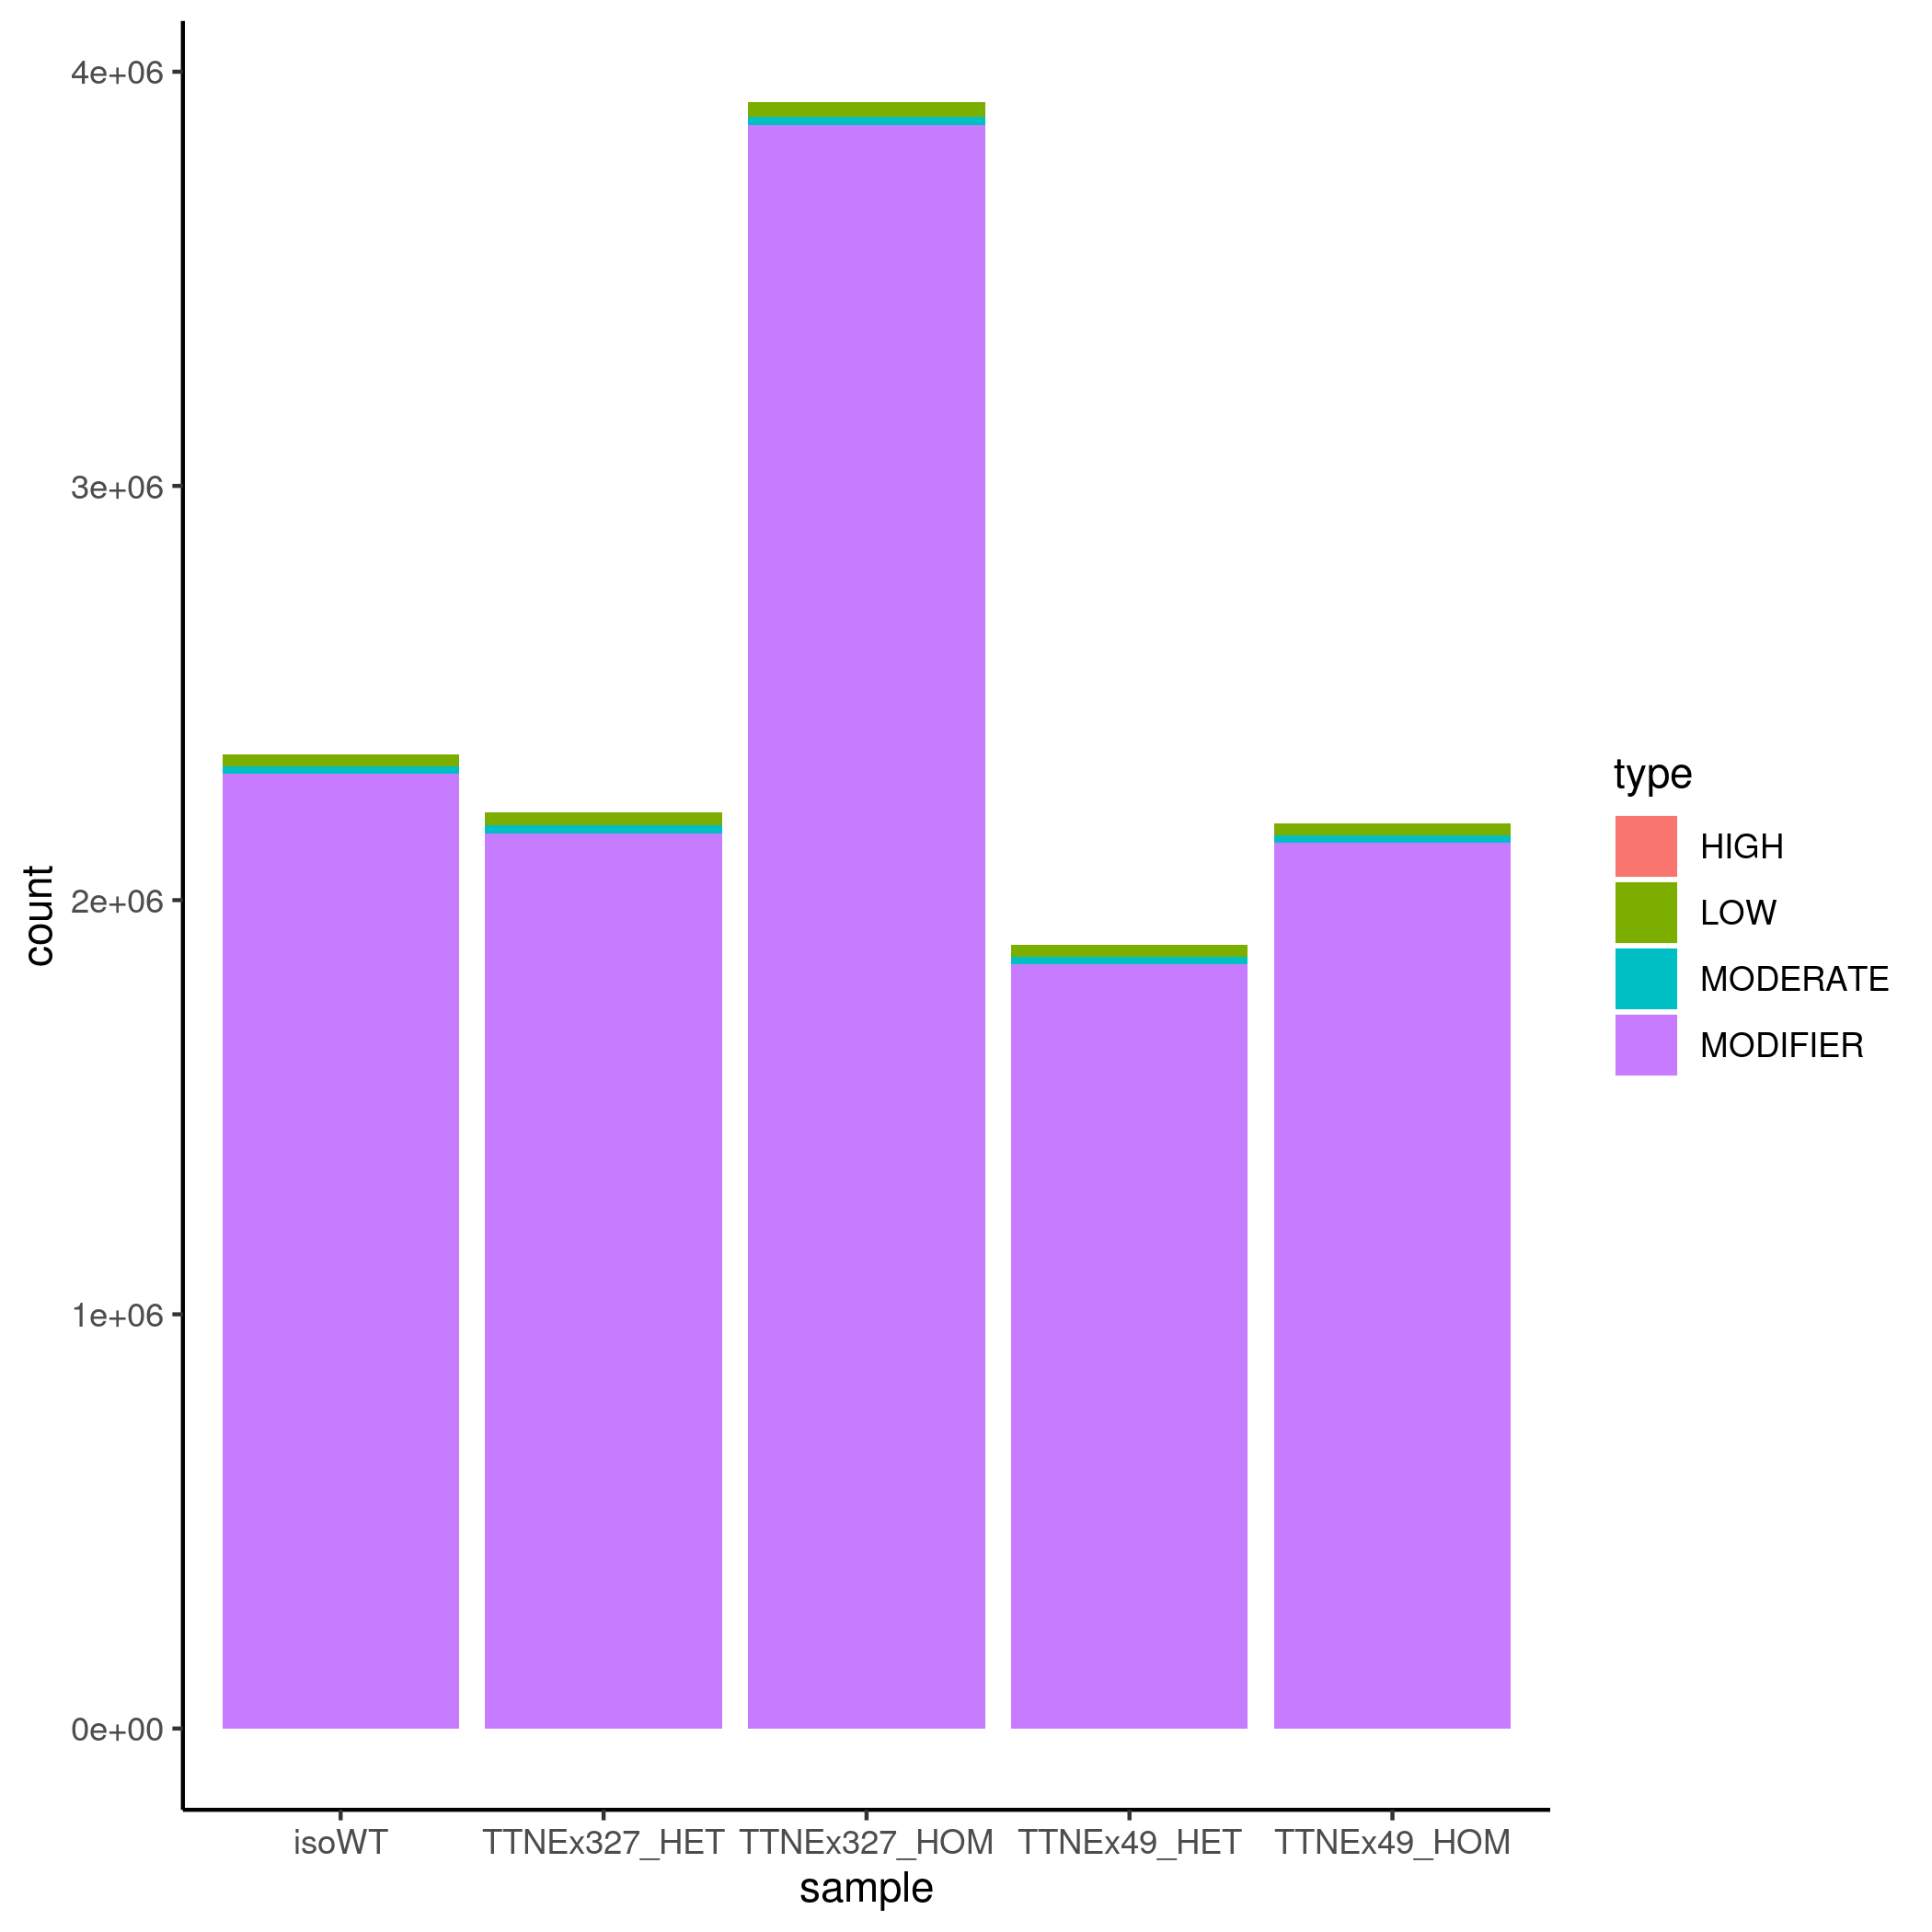 count
4e+06
3e+06
2e+06
1e+06
0e+00
isoWT TTNEx327_HET TTNEx327_HOM TTNEx49_HET TTNEx49_HOM
sample
type
HIGH
LOW
MODERATE
MODIFIER